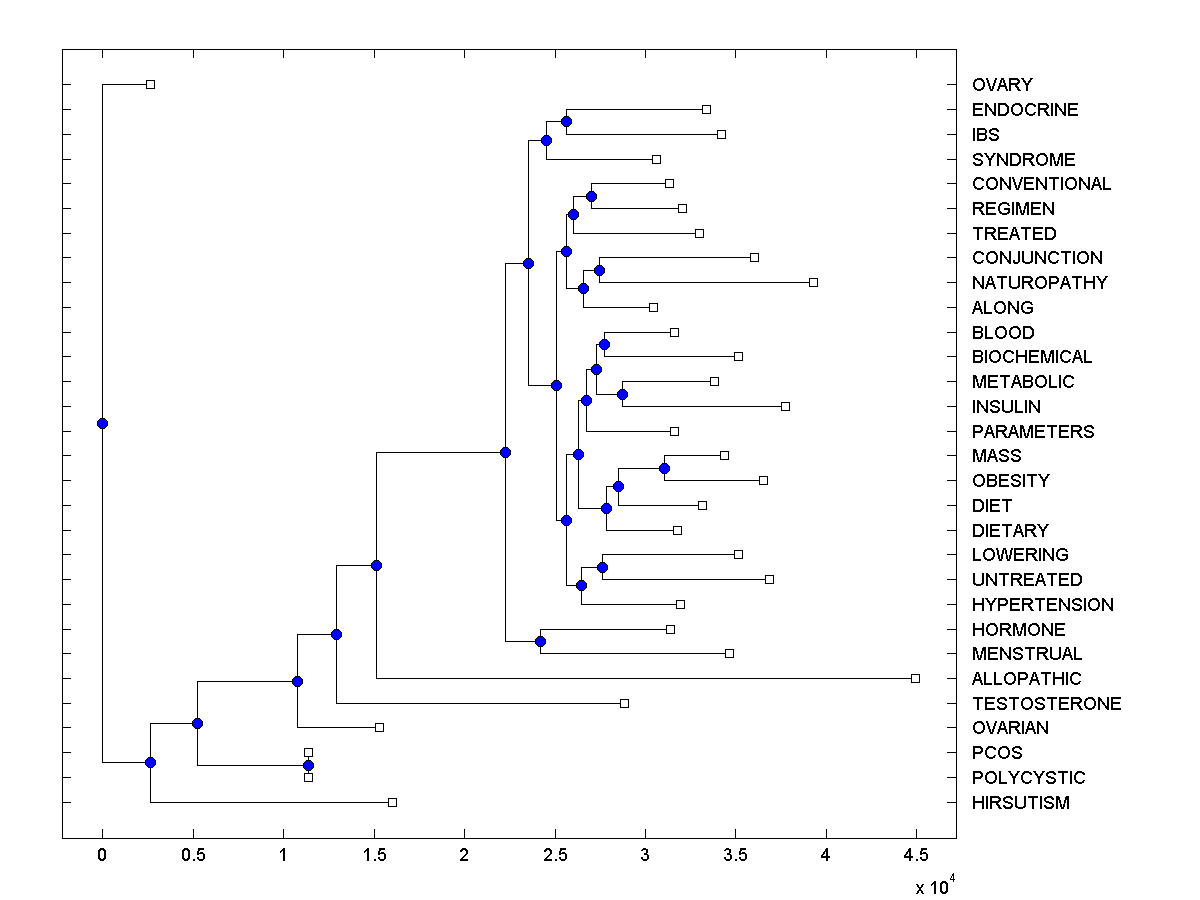 OVARY
ENDOCRINE
IBS
SYNDROME
CONVENTIONAL
REGIMEN
TREATED
CONJUNCTION
NATUROPATHY
ALONG
BLOOD
BIOCHEMICAL
METABOLIC
INSULIN
PARAMETERS
MASS
OBESITY
DIET
DIETARY
LOWERING
UNTREATED
HYPERTENSION
HORMONE
MENSTRUAL
ALLOPATHIC
TESTOSTERONE
OVARIAN
PCOS
POLYCYSTIC
HIRSUTISM
0 0.5 1 1.5 2 2.5 3 3.5 4 4.5
x 10^4